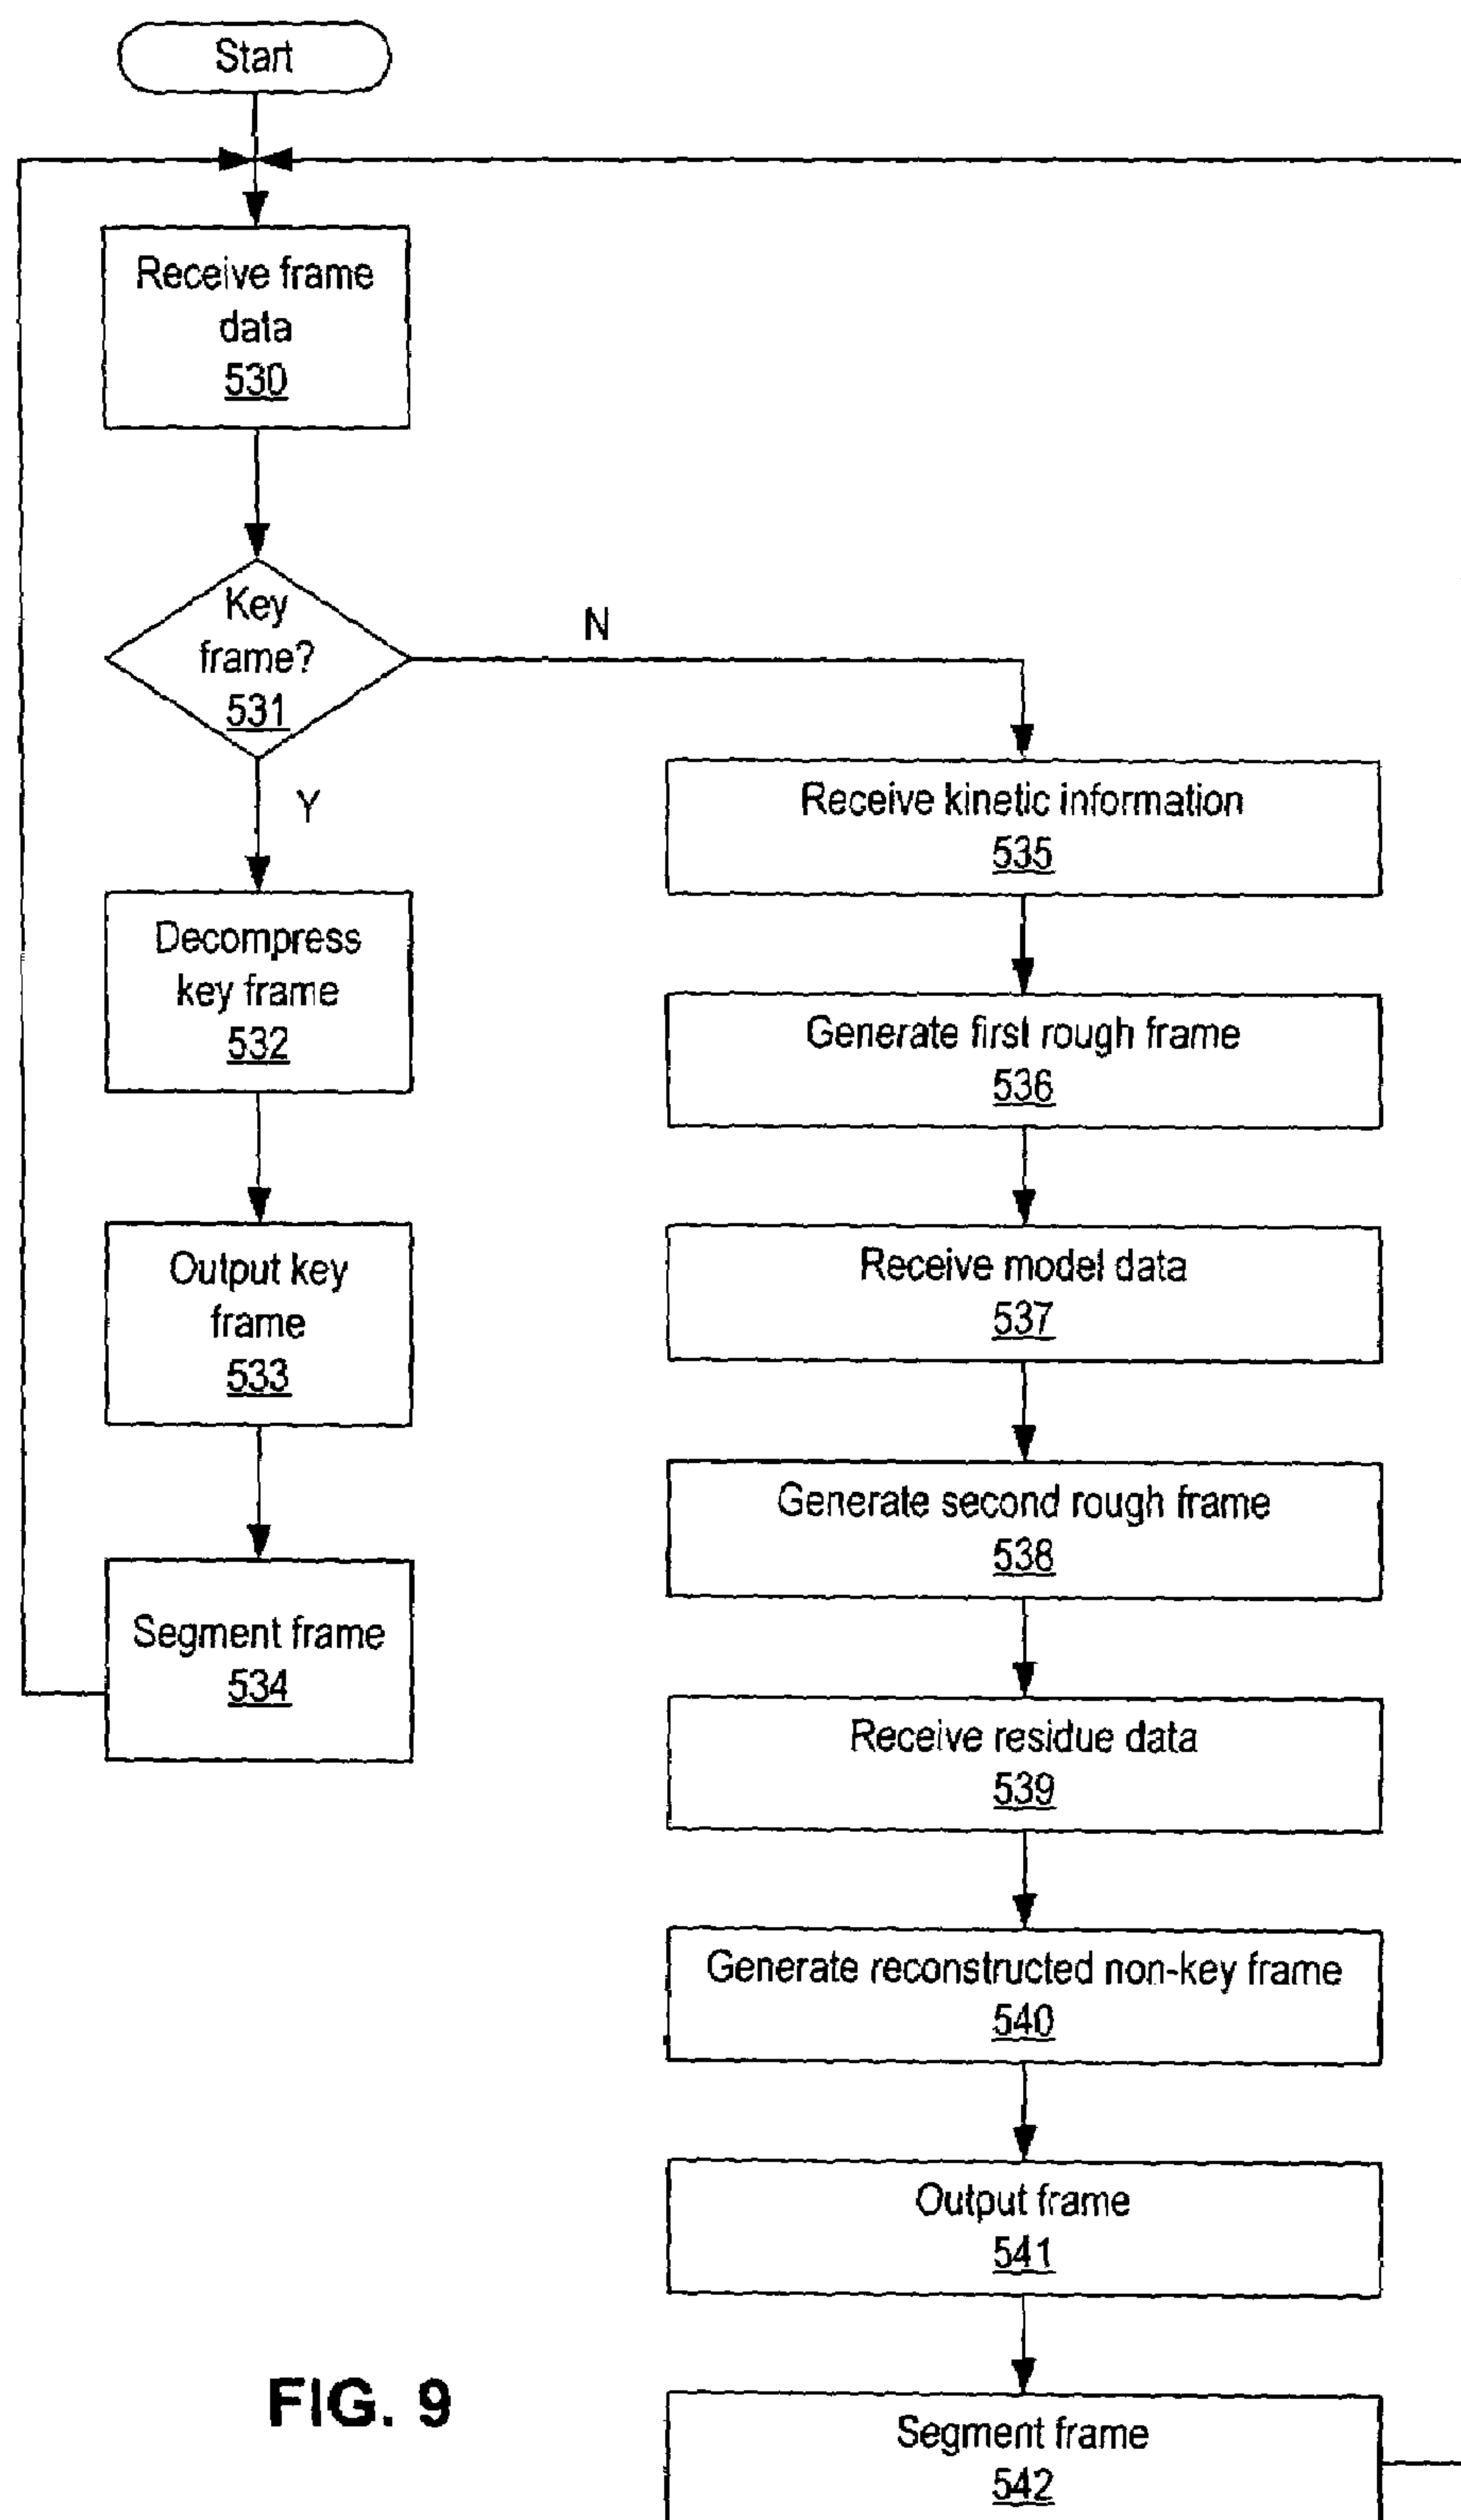 Start
Receive frame
data
530
Key
frame?
531
N
Y
Decompress
key frame
532
Output key
frame
533
Segment frame
534
Receive kinetic information
535
Generate first rough frame
536
Receive model data
537
Generate second rough frame
538
Receive residue data
539
Generate reconstructed non-key frame
540
Output frame
541
Segment frame
542
FIG. 9